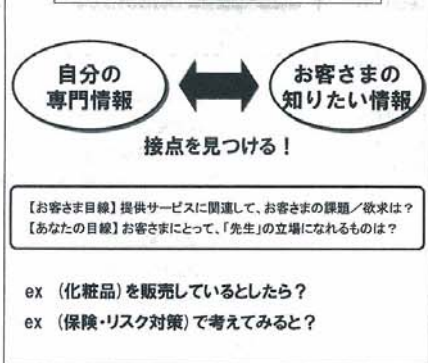 自分の
専門情報
お客さまの
知りたい情報
接点を見つける！
【お客さま目線】提供サービスに関連して、お客さまの課題／欲求は？
【あなたの目線】お客さまにとって、「先生」の立場になれるものは？
ex （化粧品）を販売しているとしたら？
ex （保険・リスク対策）で考えてみると？